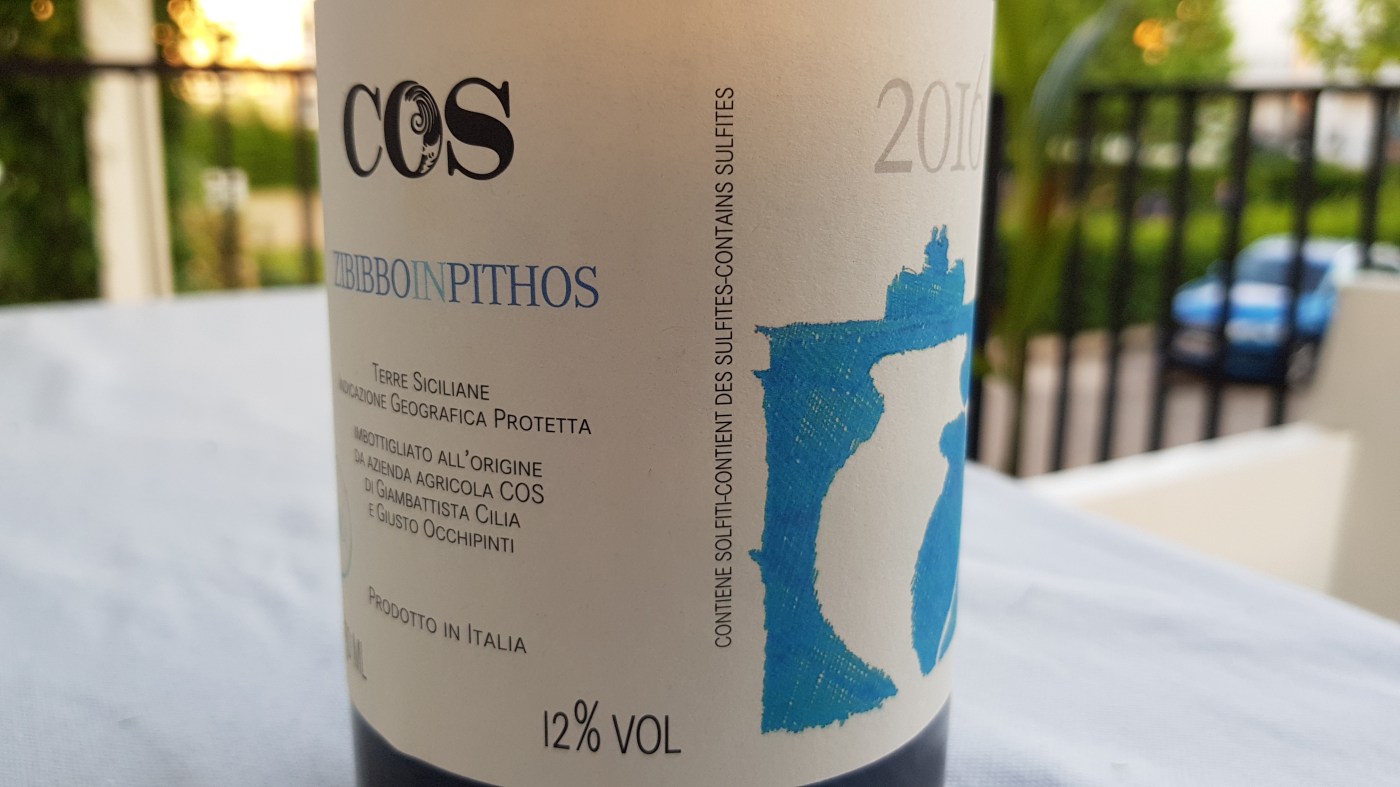 COS
ZIBIBBOINPITHOS
TERRE SICILIANE
INDICAZIONE GEOGRAFICA PROTETTA
IMBOTTIGLIATO ALL'ORIGINE
DA AZIENDA AGRICOLA COS
DI GIAMBATTISTA CILIA
E GIUSTO OCCHIPINTI
PRODOTTO IN ITALIA
ML
12% VOL
CONTIENE SOLFITI-CONTIENT DES SULFITES-CONTAINS SULFITES
2016